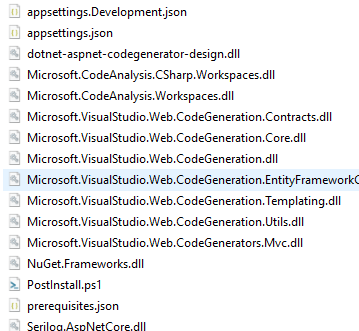 appsettings.Development.json
appsettings.json
dotnet-aspnet-codegenerator-design.dll
Microsoft.CodeAnalysis.CSharp.Workspaces.dll
Microsoft.CodeAnalysis.Workspaces.dll
Microsoft.VisualStudio.Web.CodeGeneration.Contracts.dll
Microsoft.VisualStudio.Web.CodeGeneration.Core.dll
Microsoft.VisualStudio.Web.CodeGeneration.dll
Microsoft.VisualStudio.Web.CodeGeneration.EntityFrameworkC
Microsoft.VisualStudio.Web.CodeGeneration.Templating.dll
Microsoft.VisualStudio.Web.CodeGeneration.Utils.dll
Microsoft.VisualStudio.Web.CodeGenerators.Mvc.dll
NuGet.Frameworks.dll
PostInstall.ps1
prerequisites.json
Serilog.AspNetCore.dll